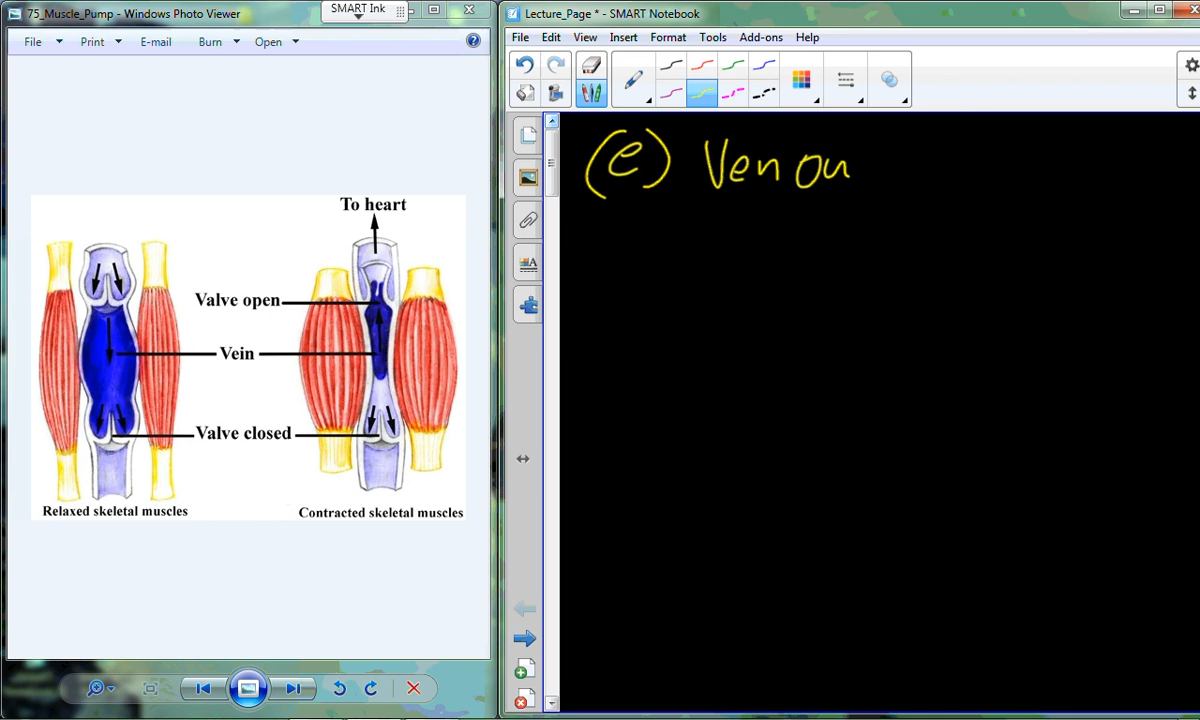 75_Muscle_Pump - Windows Photo Viewer
SMART Ink
File Print E-mail Burn Open
To heart
Valve open
Vein
Valve closed
Relaxed skeletal muscles
Contracted skeletal muscles
Lecture_Page * - SMART Notebook
File Edit View Insert Format Tools Add-ons Help
(e) Venou